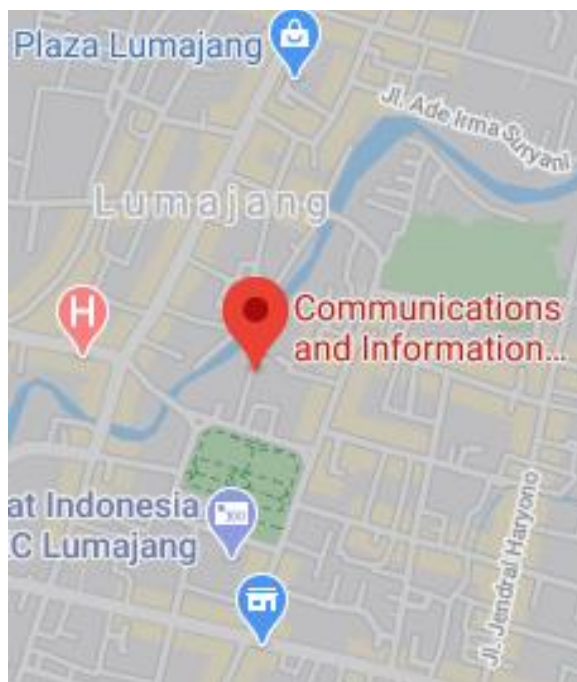 Plaza Lumajang
Jl. Ade Irma Suryani
Lumajang
H
Communications
and Information...
at Indonesia
C Lumajang
Jl. Jendral Haryono